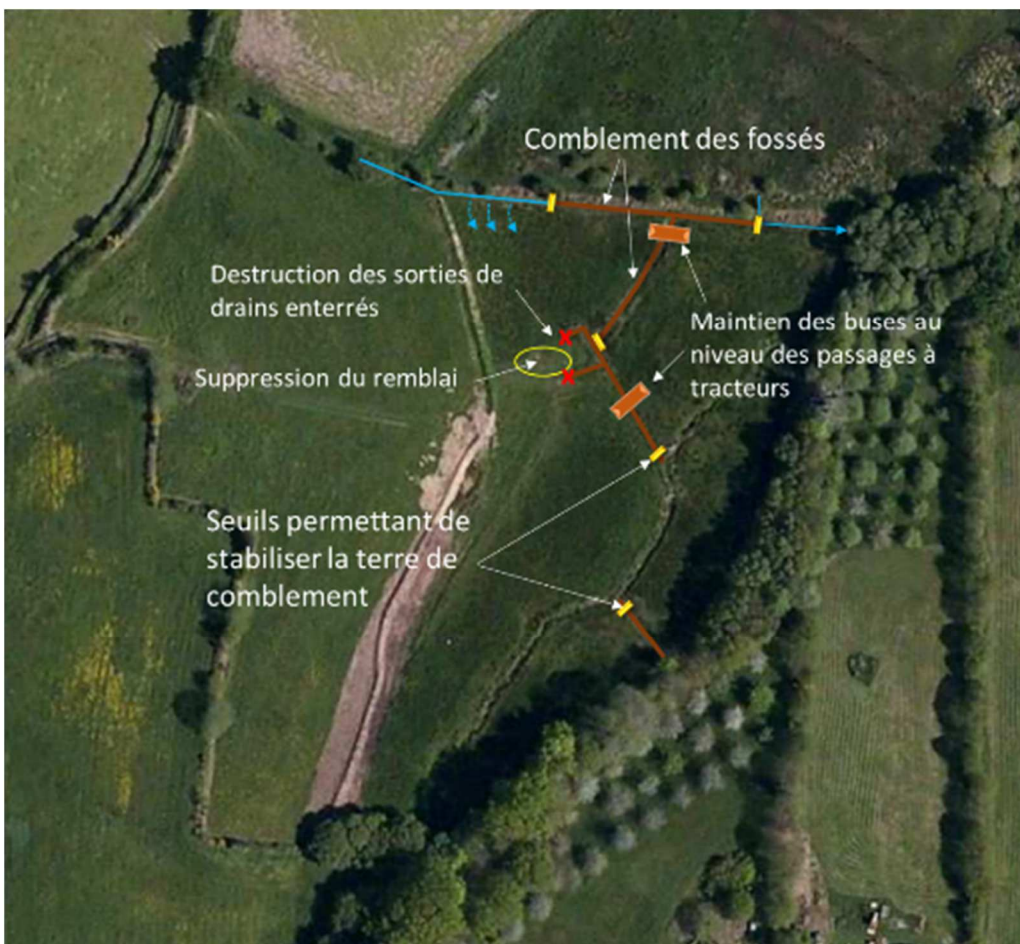 Comblement des fossés
Destruction des sorties de
drains enterrés
Maintien des buses au
niveau des passages à
tracteurs
Suppression du remblai
Seuils permettant de
stabiliser la terre de
comblement